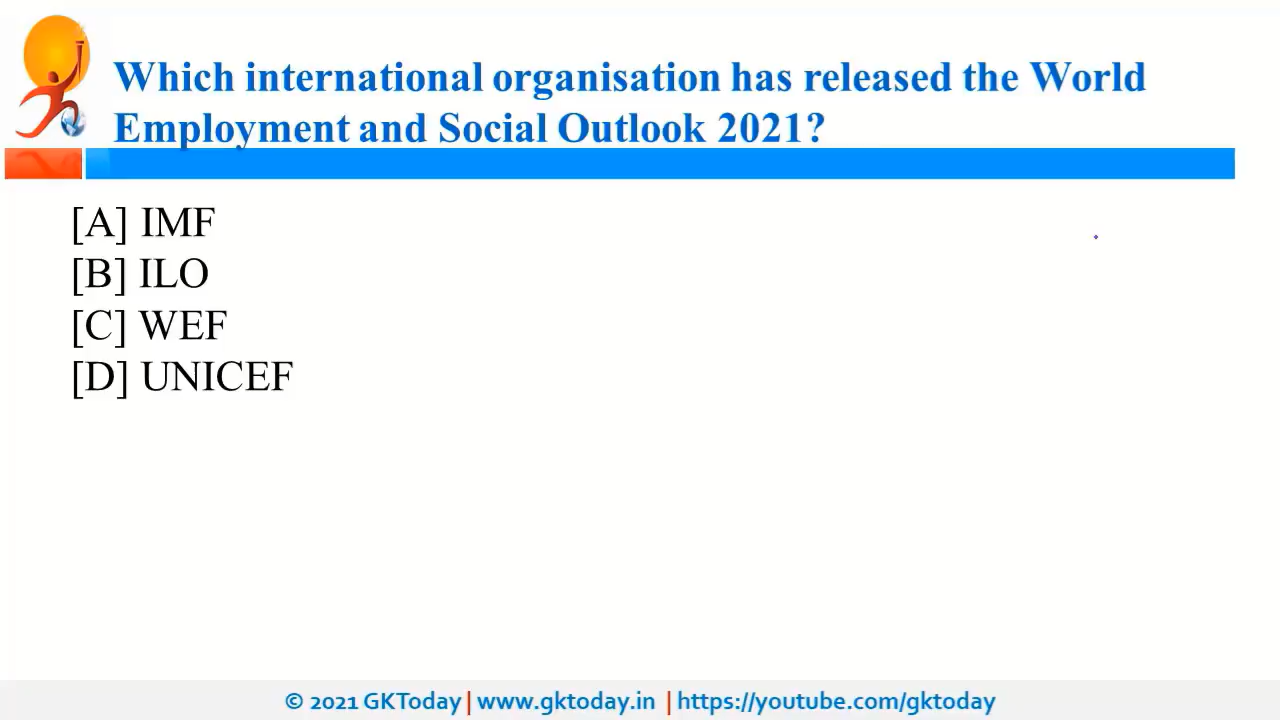 Which international organisation has released the World
Employment and Social Outlook 2021?
[A] IMF
[B] ILO
[C] WEF
[D] UNICEF
© 2021 GKToday | www.gktoday.in | https://youtube.com/gktoday